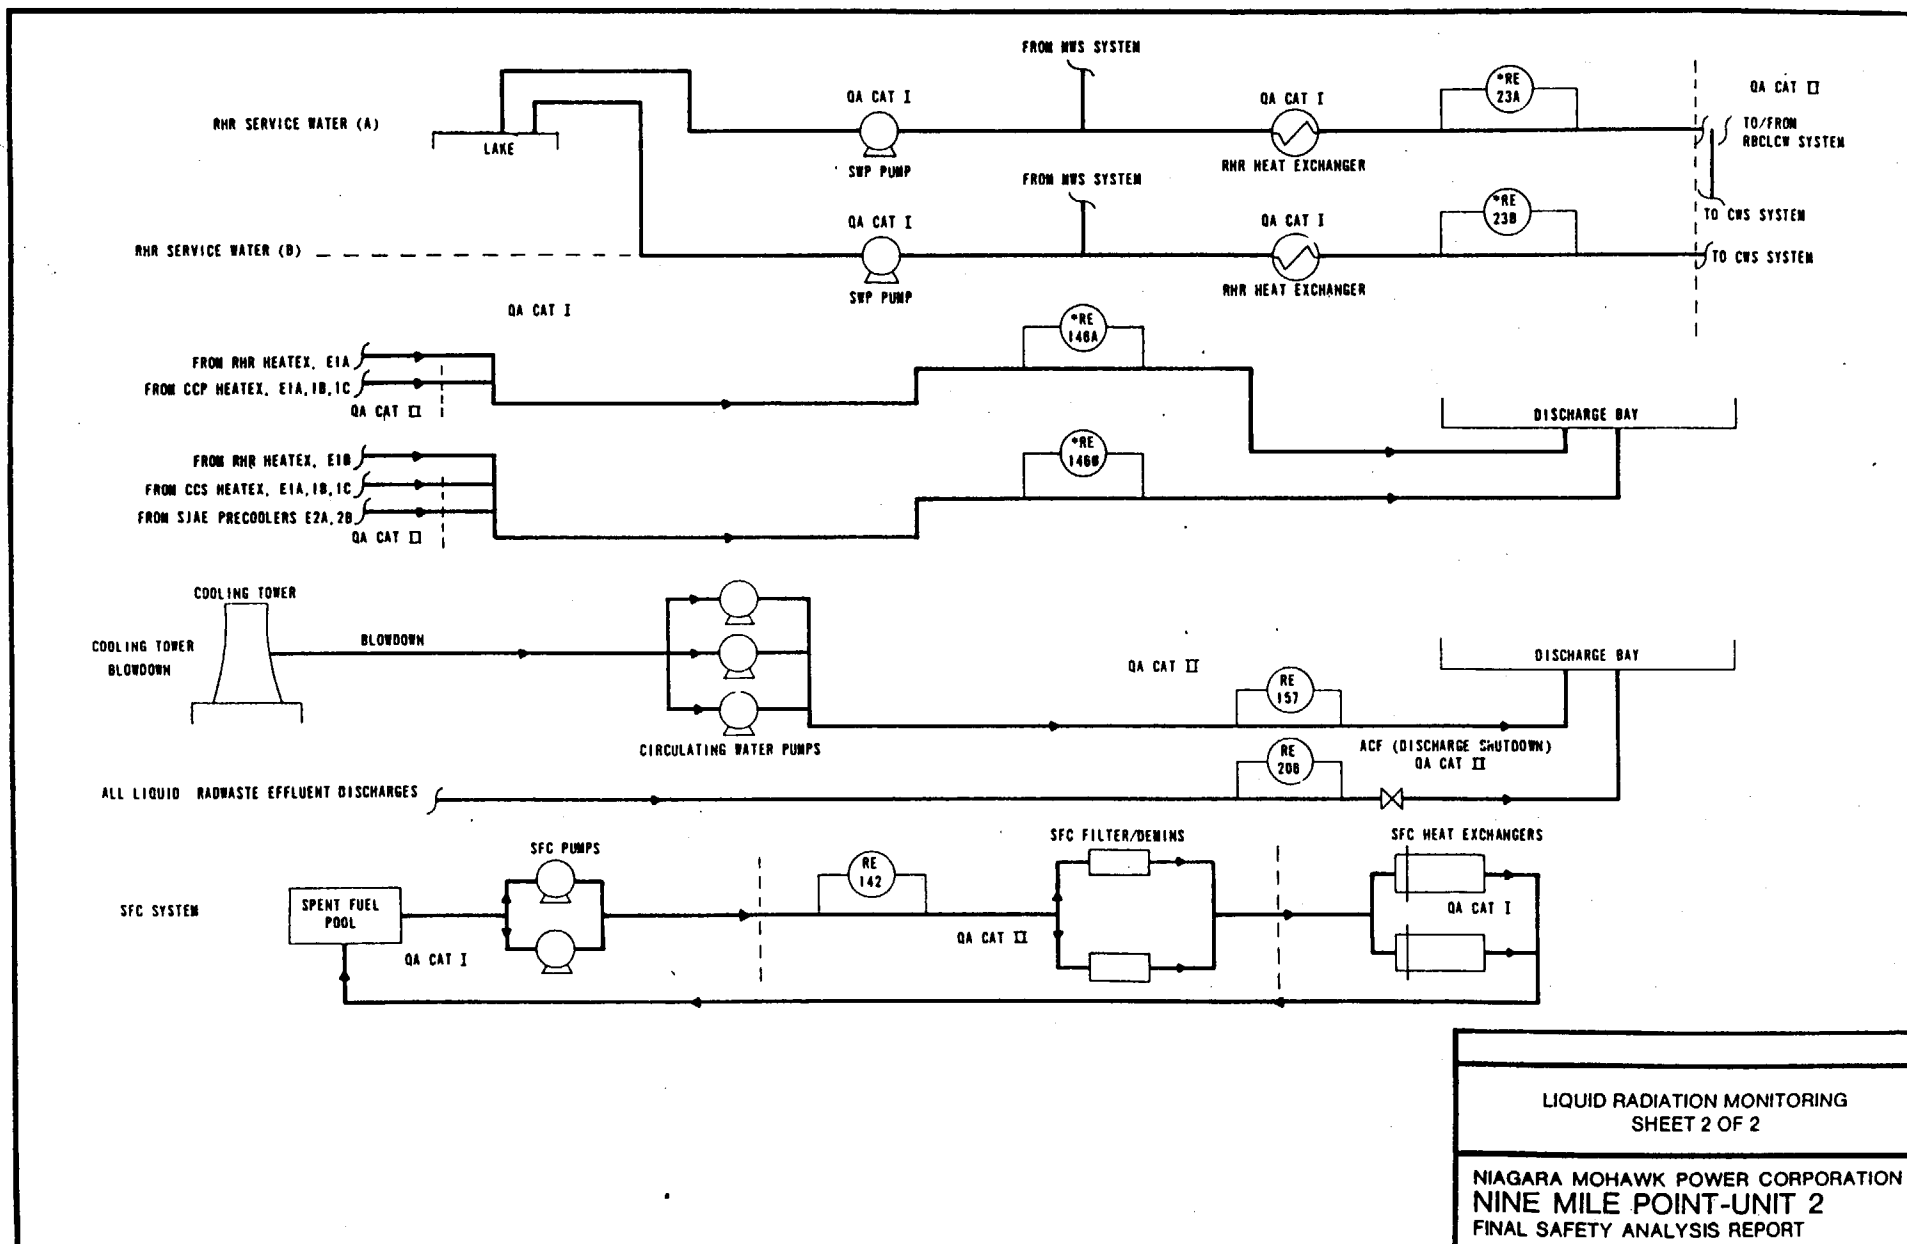 FROM MWS SYSTEM
QA CAT I
QA CAT I
*RE
23A
QA CAT II
RHR SERVICE WATER (A)
LAKE
SWP PUMP
RHR HEAT EXCHANGER
TO/FROM
RBCLCW SYSTEM
FROM MWS SYSTEM
QA CAT I
QA CAT I
*RE
23B
TO CWS SYSTEM
RHR SERVICE WATER (B)
SWP PUMP
RHR HEAT EXCHANGER
TO CWS SYSTEM
QA CAT I
*RE
146A
FROM RHR HEATEX, E1A
FROM CCP HEATEX, E1A,1B,1C
QA CAT II
DISCHARGE BAY
*RE
146B
FROM RHR HEATEX, E1B
FROM CCS HEATEX, E1A,1B,1C
FROM SJAE PRECOOLERS E2A,2B
QA CAT II
COOLING TOWER
COOLING TOWER
BLOWDOWN
BLOWDOWN
CIRCULATING WATER PUMPS
QA CAT II
DISCHARGE BAY
RE
157
ACF (DISCHARGE SHUTDOWN)
QA CAT II
RE
206
ALL LIQUID RADWASTE EFFLUENT DISCHARGES
SFC PUMPS
RE
142
SFC FILTER/DEMINS
SFC HEAT EXCHANGERS
SFC SYSTEM
SPENT FUEL
POOL
QA CAT I
QA CAT II
QA CAT I
LIQUID RADIATION MONITORING
SHEET 2 OF 2
NIAGARA MOHAWK POWER CORPORATION
NINE MILE POINT-UNIT 2
FINAL SAFETY ANALYSIS REPORT